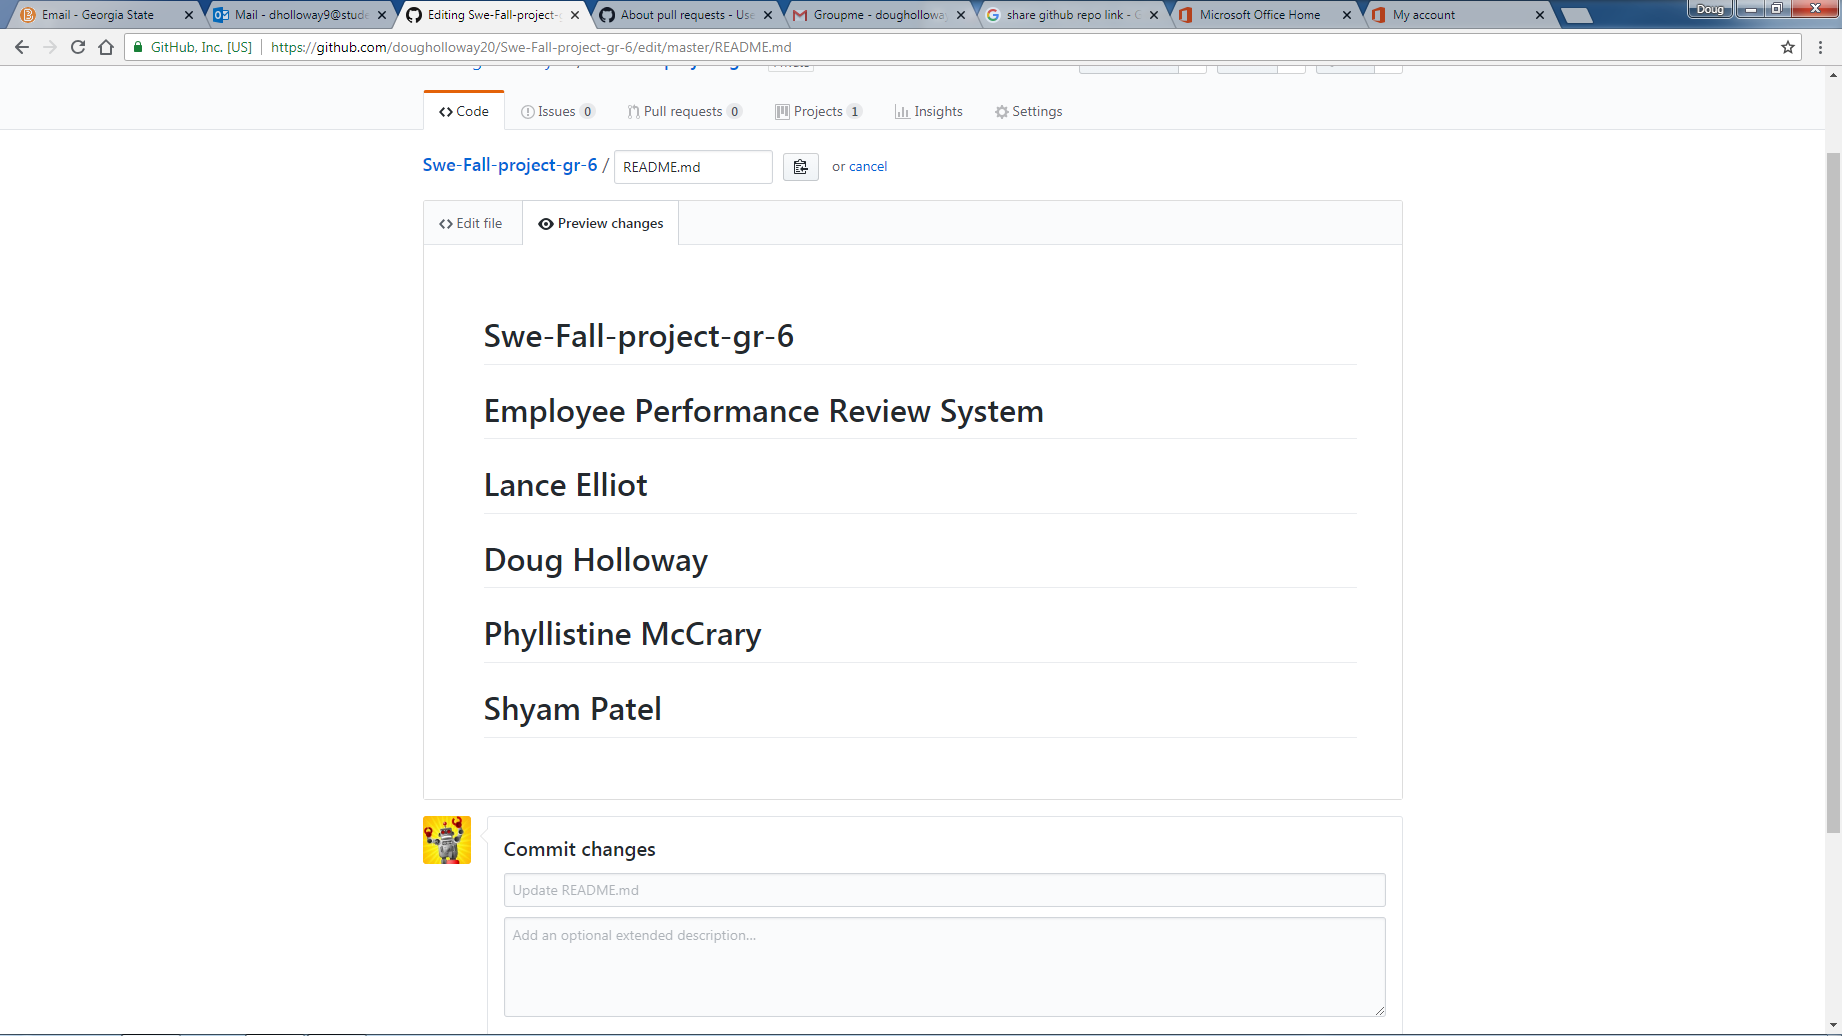 Email - Georgia State
Mail - dholloway9@stude
Editing Swe-Fall-project-
About pull requests - Use
Groupme - dougholloway
share github repo link - G
Microsoft Office Home
My account
Doug
GitHub, Inc. [US] https://github.com/dougholloway20/Swe-Fall-project-gr-6/edit/master/README.md
Code Issues 0 Pull requests 0 Projects 1 Insights Settings
Swe-Fall-project-gr-6 / README.md or cancel
Edit file Preview changes
Swe-Fall-project-gr-6
Employee Performance Review System
Lance Elliot
Doug Holloway
Phyllistine McCrary
Shyam Patel
Commit changes
Update README.md
Add an optional extended description...